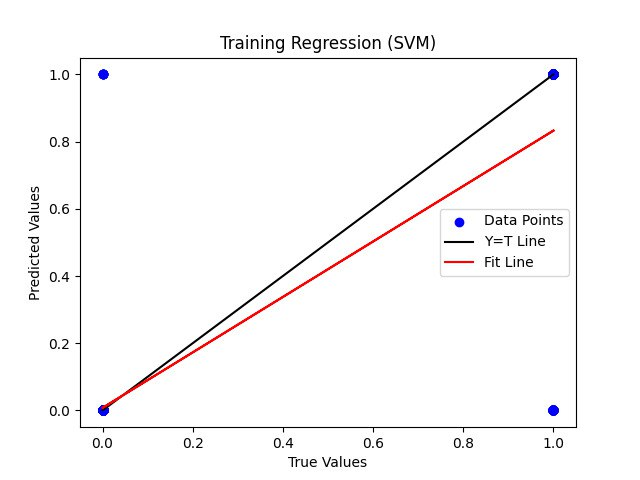 Training Regression (SVM)
1.0
0.8
0.6
0.4
0.2
0.0
Predicted Values
Data Points
Y=T Line
Fit Line
0.0 0.2 0.4 0.6 0.8 1.0
True Values